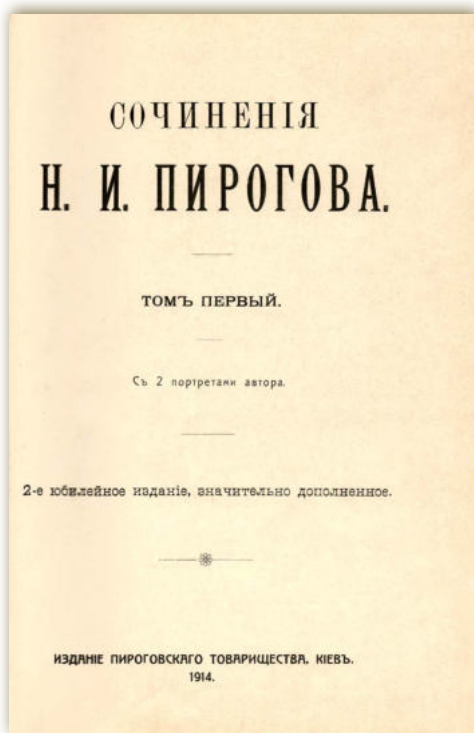 СОЧИНЕНІЯ
Н. И. ПИРОГОВА.
ТОМЪ ПЕРВЫЙ.
Съ 2 портретами автора.
2-е юбилейное изданіе, значительно дополненное.
ИЗДАНІЕ ПИРОГОВСКАГО ТОВАРИЩЕСТВА. КІЕВЪ.
1914.